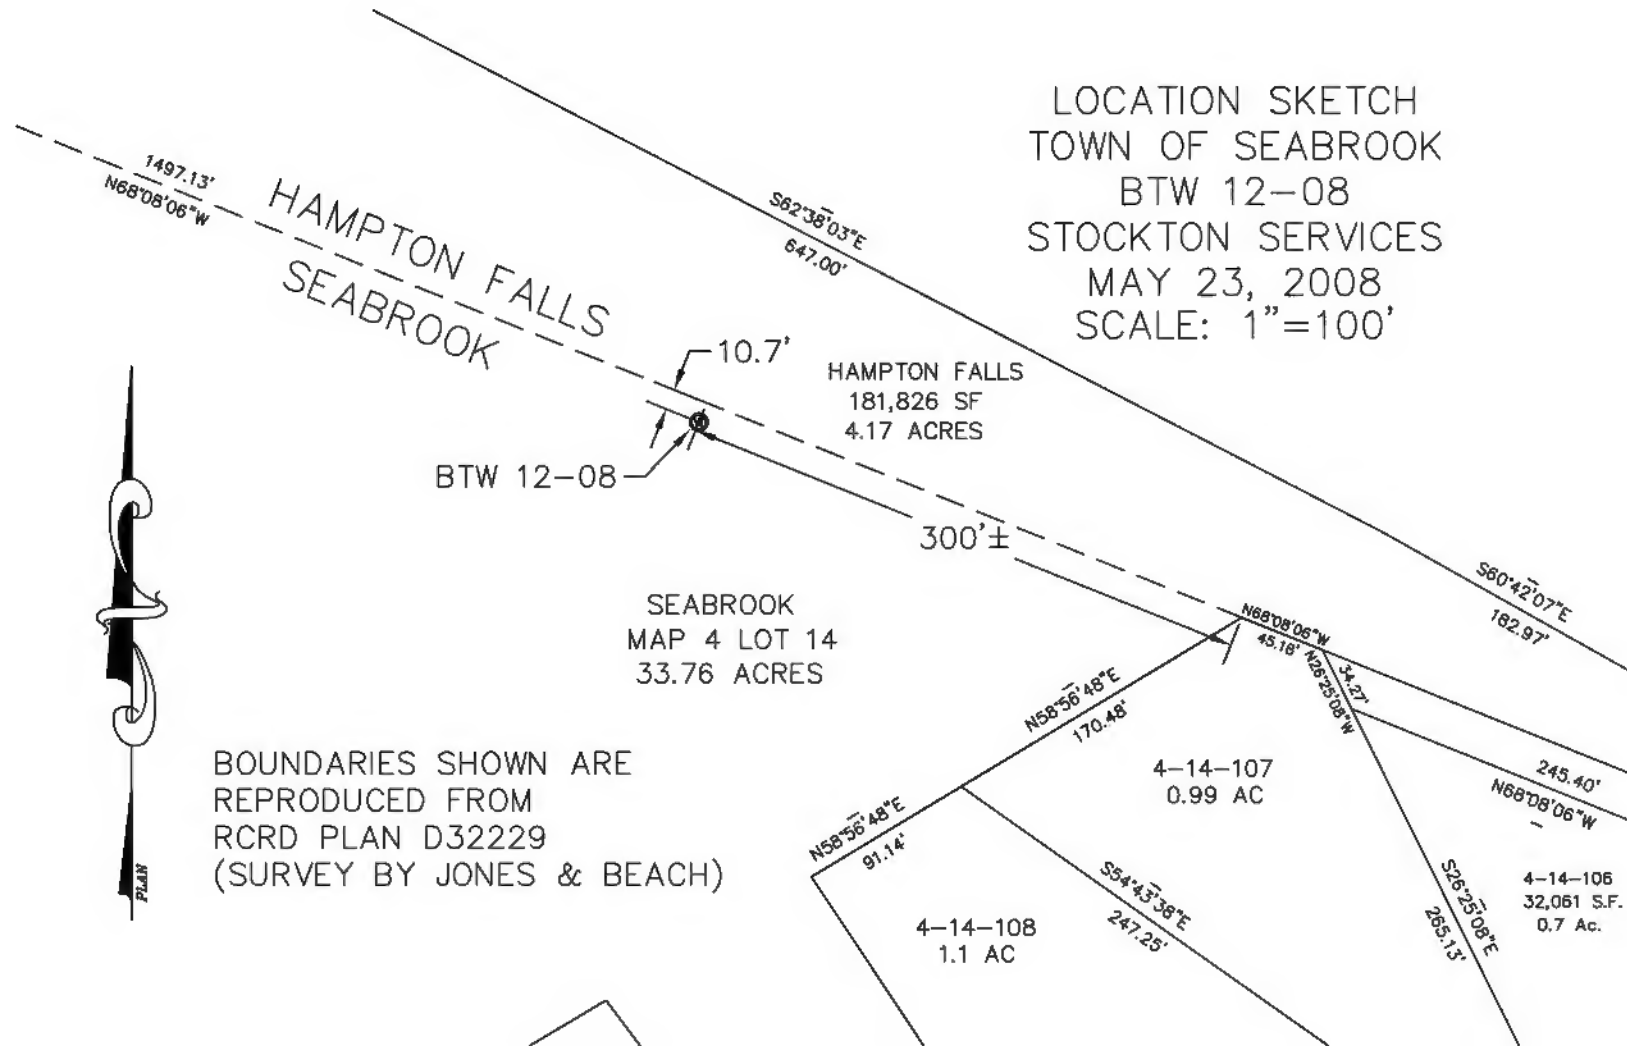 LOCATION SKETCH
TOWN OF SEABROOK
BTW 12-08
STOCKTON SERVICES
MAY 23, 2008
SCALE: 1"=100'
1497.13'
N68°08'06"W
HAMPTON FALLS
SEABROOK
S62°38'03"E
647.00'
10.7'
HAMPTON FALLS
181,826 SF
4.17 ACRES
BTW 12-08
300'±
SEABROOK
MAP 4 LOT 14
33.76 ACRES
S60°42'07"E
182.97'
N68°08'06"W
45.18'
N26°25'08"W
34.27'
N58°56'48"E
170.48'
245.40'
N68°08'06"W
4-14-107
0.99 AC
BOUNDARIES SHOWN ARE
REPRODUCED FROM
RCRD PLAN D32229
(SURVEY BY JONES & BEACH)
PLAN
N58°56'48"E
91.14'
S54°43'38"E
247.25'
S26°25'08"E
265.13'
4-14-106
32,061 S.F.
0.7 Ac.
4-14-108
1.1 AC